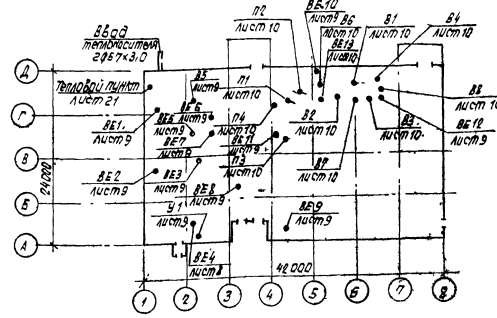 Ввод
теплоносителя
2Ф57×3,0
Тепловой пункт
Лист 21
П2
лист 10
ВЕ10
лист 9
В6
лист 10
ВЕ13
лист 10
В1
лист 10
В4
лист 10
В5
лист 9
П1
лист 10
ВЕ1
лист 9
ВЕ6
лист 9
лист 9
ВЕ7
лист 9
П4
лист 10
ВЕ11
лист 9
П3
лист 10
В2
лист 10
В7
лист 10
В3
лист 10
В8
лист 10
ВЕ12
лист 9
ВЕ2
лист 9
ВЕ3
лист 9
ВЕ8
лист 9
У1
лист 9
ВЕ4
лист 8
ВЕ9
лист 9
Д
Г
В
Б
А
24000
42000
1
2
3
4
5
6
7
8